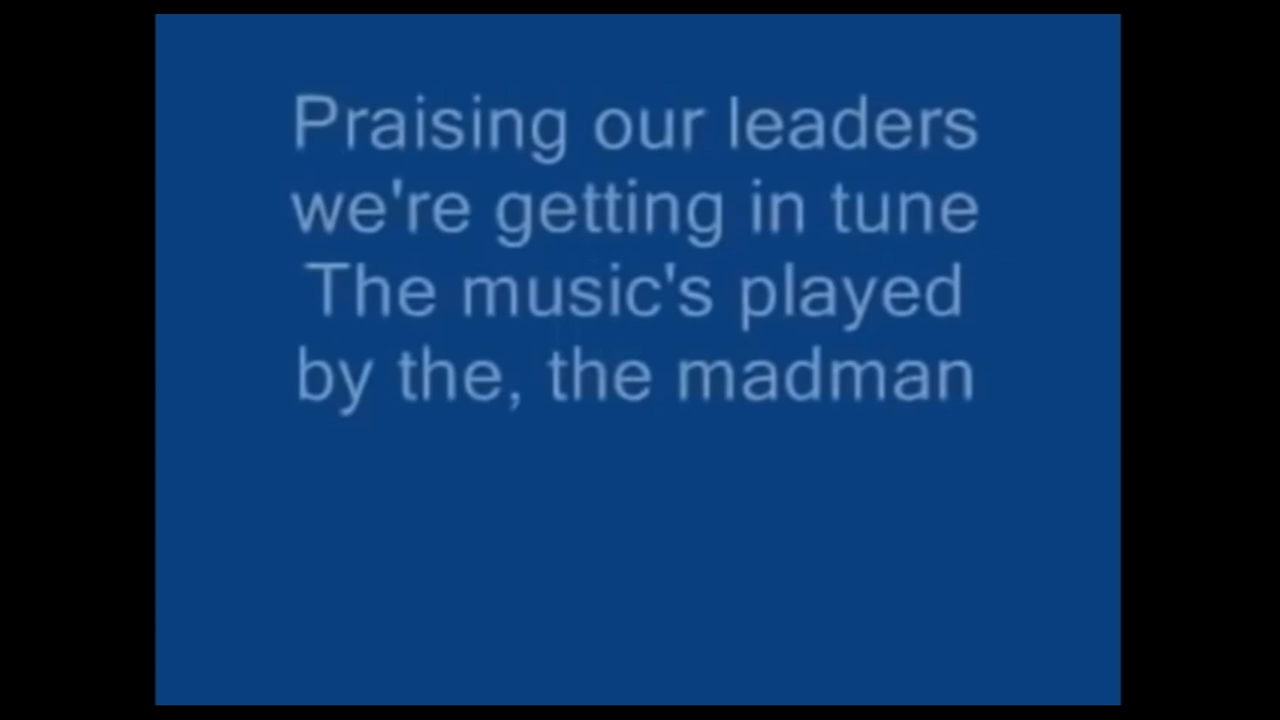 Praising our leaders
we're getting in tune
The music's played
by the, the madman